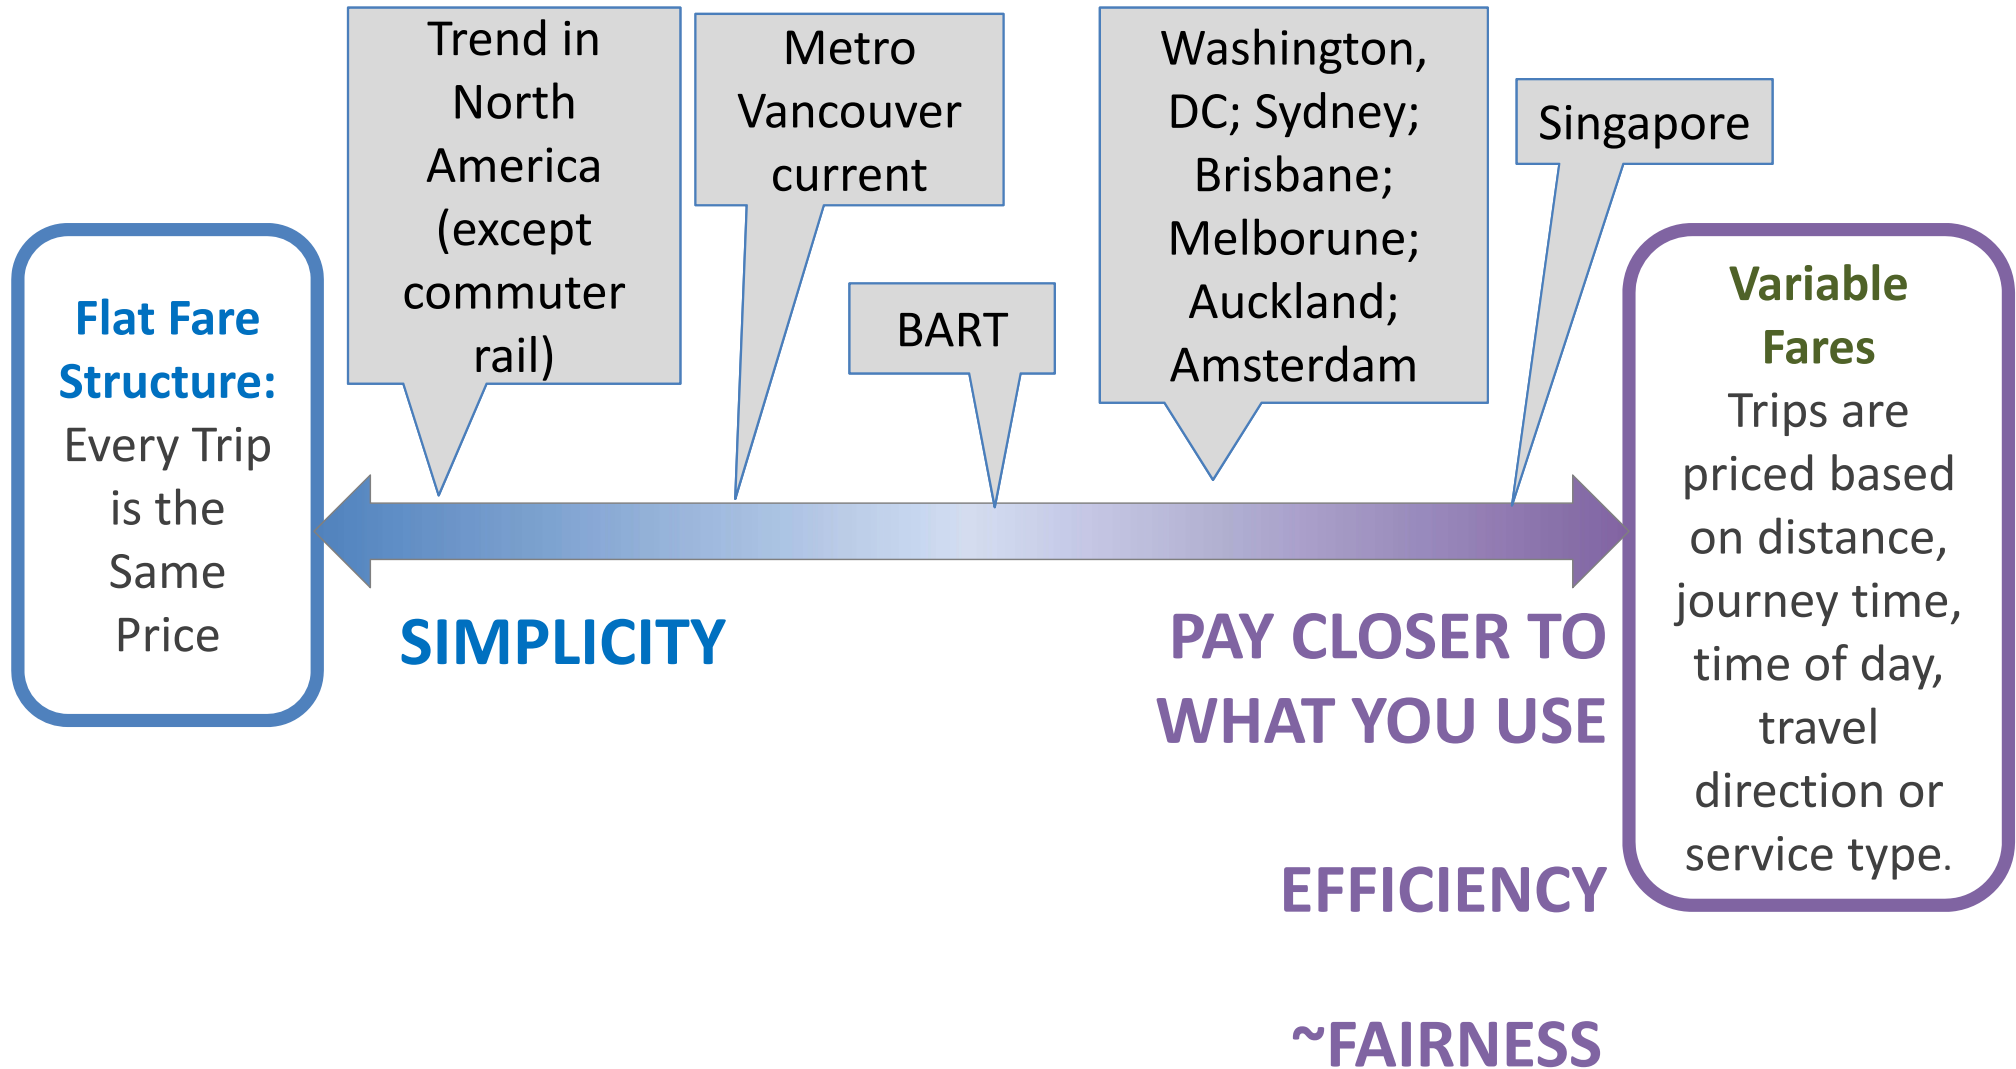 Trend in
North
America
(except
commuter
rail)
Metro
Vancouver
current
BART
Washington,
DC; Sydney;
Brisbane;
Melborune;
Auckland;
Amsterdam
Singapore
Flat Fare
Structure:
Every Trip
is the
Same
Price
Variable
Fares
Trips are
priced based
on distance,
journey time,
time of day,
travel
direction or
service type.
SIMPLICITY
PAY CLOSER TO
WHAT YOU USE
EFFICIENCY
~FAIRNESS